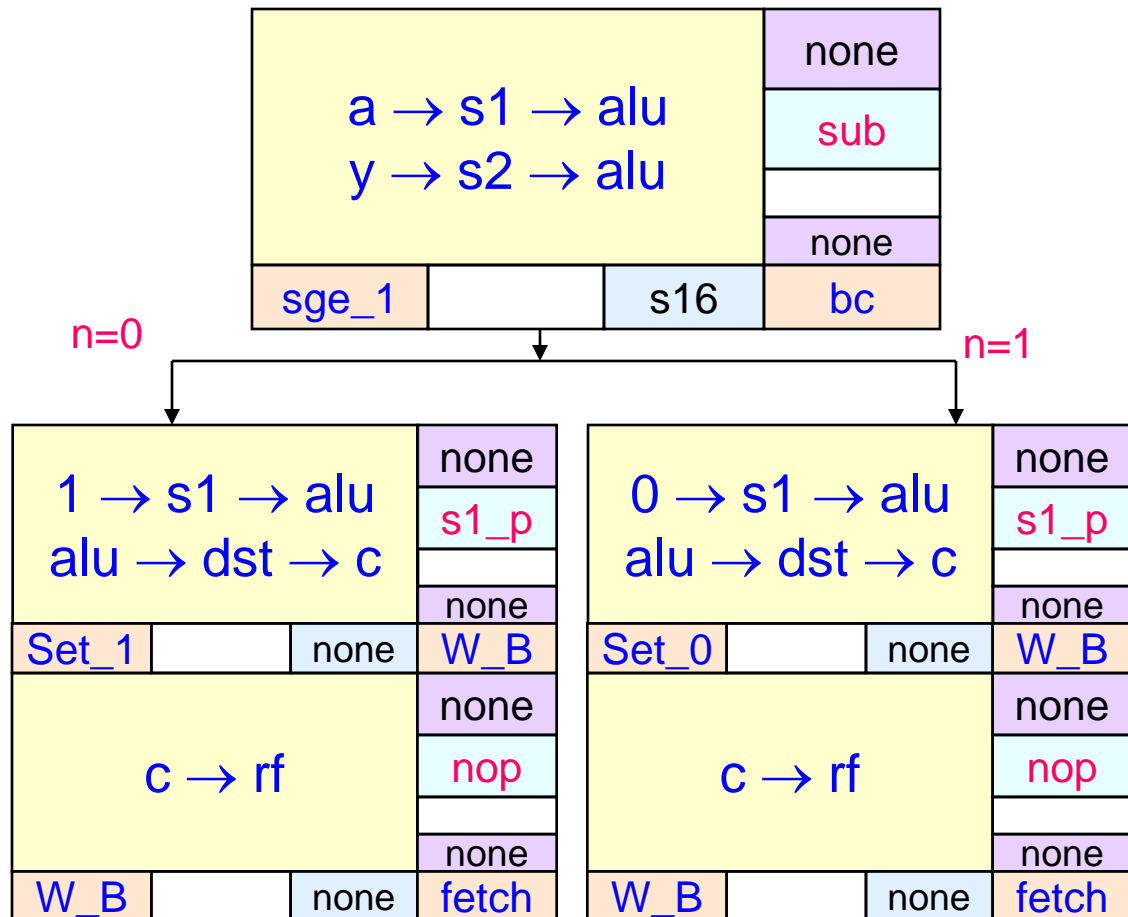 none
a → s1 → alu
sub
y → s2 → alu
none
sge_1
s16
bc
n=0
n=1
none
1 → s1 → alu
s1_p
alu → dst → c
none
Set_1
none
W_B
none
c → rf
nop
none
W_B
none
fetch
none
0 → s1 → alu
s1_p
alu → dst → c
none
Set_0
none
W_B
none
c → rf
nop
none
W_B
none
fetch